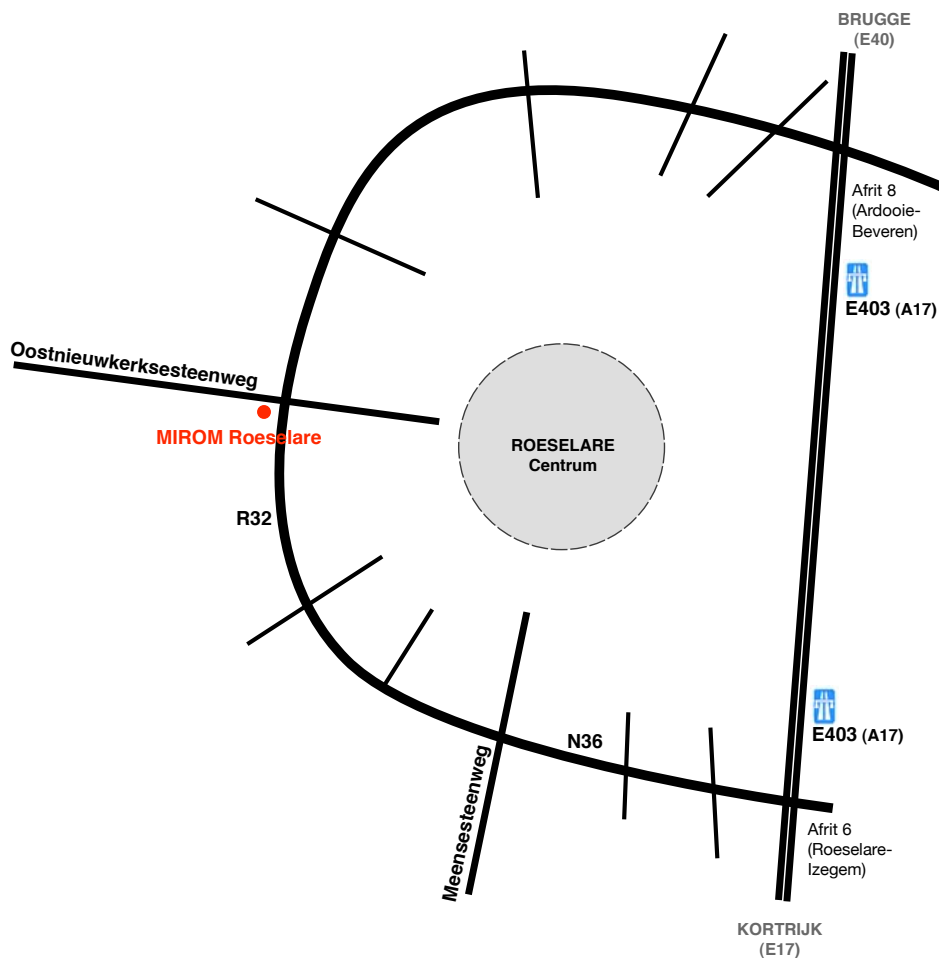 BRUGGE
(E40)
Afrit 8
(Ardooie-
Beveren)
E403 (A17)
Oostnieuwkerksesteenweg
MIROM Roeselare
ROESELARE
Centrum
R32
E403 (A17)
N36
Meensesteenweg
Afrit 6
(Roeselare-
Izegem)
KORTRIJK
(E17)